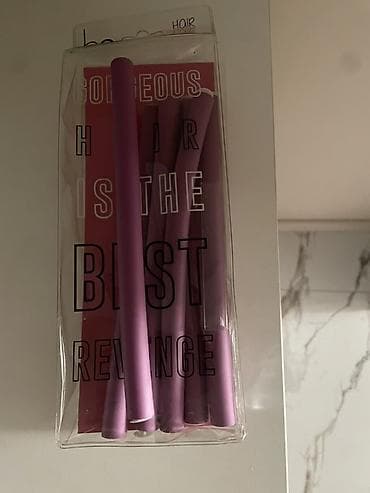 HAIR
GORGEOUS
HAIR
IS THE
BEST
REVENGE